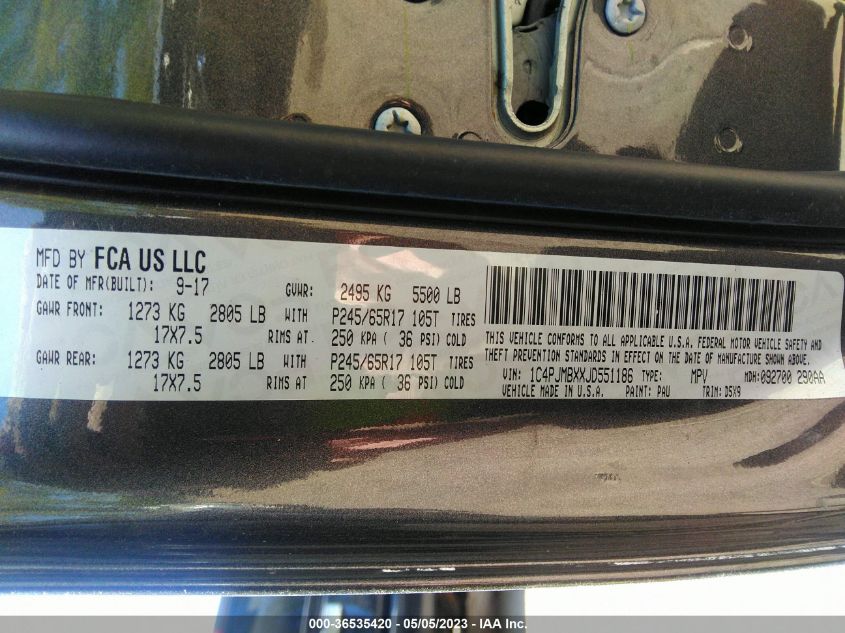 MFD BY FCA US LLC
DATE OF MFR(BUILT): 9-17 GVWR: 2495 KG 5500 LB
GAWR FRONT: 1273 KG 2805 LB WITH P245/65R17 105T TIRES
17X7.5 RIMS AT 250 KPA ( 36 PSI) COLD
GAWR REAR: 1273 KG 2805 LB WITH P245/65R17 105T TIRES
17X7.5 RIMS AT 250 KPA ( 36 PSI) COLD
THIS VEHICLE CONFORMS TO ALL APPLICABLE U.S.A. FEDERAL MOTOR VEHICLE SAFETY AND
THEFT PREVENTION STANDARDS IN EFFECT ON THE DATE OF MANUFACTURE SHOWN ABOVE.
VIN: 1C4PJMBXXJD551186 TYPE: MPV MDH:092700 290AA
VEHICLE MADE IN U.S.A. PAINT: PAU TRIM: D5X9
000-36535420 - 05/05/2023 - IAA Inc.